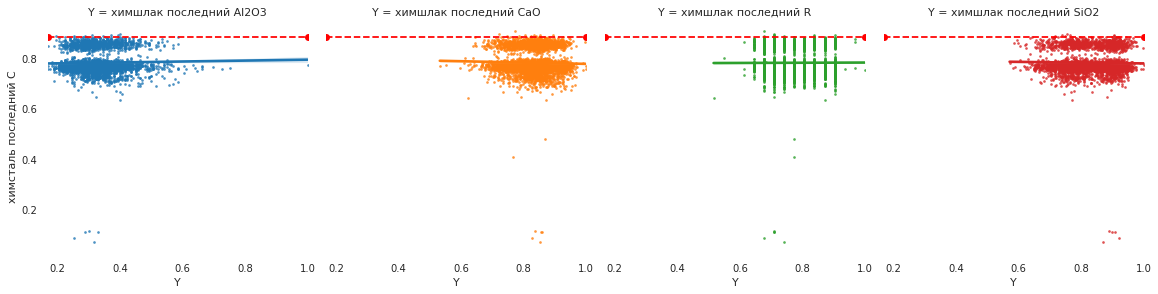 Y = химшлак последний Al2O3
Y = химшлак последний CaO
Y = химшлак последний R
Y = химшлак последний SiO2
химсталь последний C
0.8
0.6
0.4
0.2
0.2 0.4 0.6 0.8 1.0
0.2 0.4 0.6 0.8 1.0
0.2 0.4 0.6 0.8 1.0
0.2 0.4 0.6 0.8 1.0
Y
Y
Y
Y